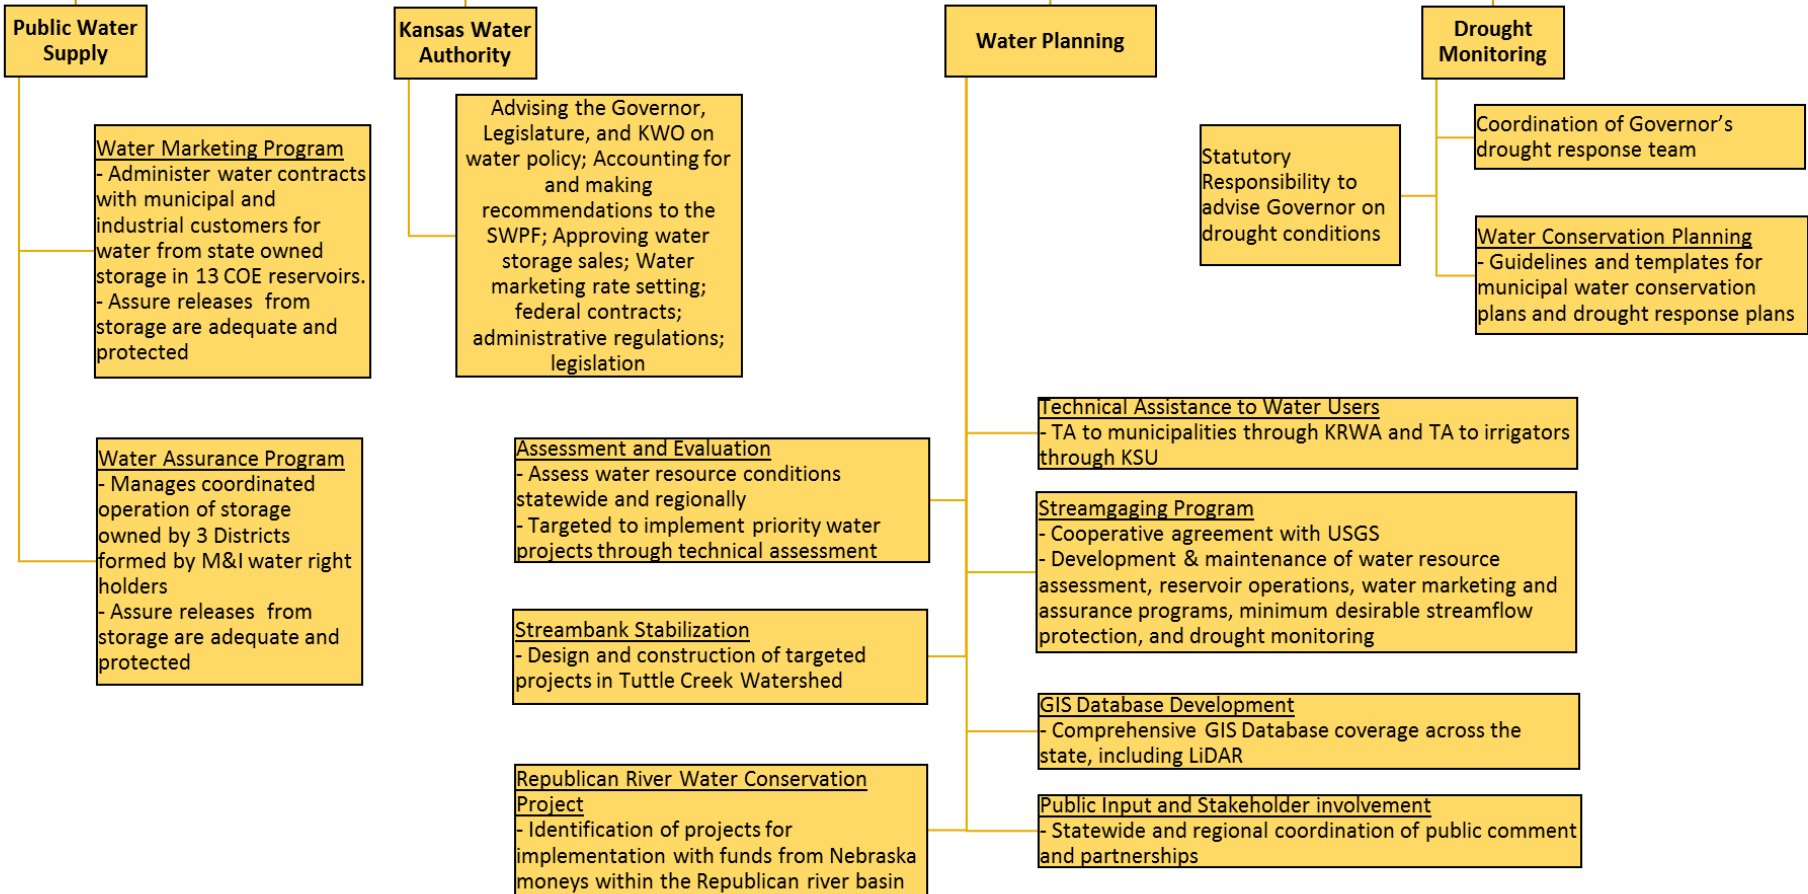 Public Water
Supply
Kansas Water
Authority
Water Planning
Drought
Monitoring
Water Marketing Program
- Administer water contracts
with municipal and
industrial customers for
water from state owned
storage in 13 COE reservoirs.
- Assure releases  from
storage are adequate and
protected
Water Assurance Program
- Manages coordinated
operation of storage
owned by 3 Districts
formed by M&I water right
holders
- Assure releases  from
storage are adequate and
protected
Advising the Governor,
Legislature, and KWO on
water policy; Accounting for
and making
recommendations to the
SWPF; Approving water
storage sales; Water
marketing rate setting;
federal contracts;
administrative regulations;
legislation
Assessment and Evaluation
- Assess water resource conditions
statewide and regionally
- Targeted to implement priority water
projects through technical assessment
Streambank Stabilization
- Design and construction of targeted
projects in Tuttle Creek Watershed
Republican River Water Conservation
Project
- Identification of projects for
implementation with funds from Nebraska
moneys within the Republican river basin
Technical Assistance to Water Users
- TA to municipalities through KRWA and TA to irrigators
through KSU
Streamgaging Program
- Cooperative agreement with USGS
- Development & maintenance of water resource
assessment, reservoir operations, water marketing and
assurance programs, minimum desirable streamflow
protection, and drought monitoring
GIS Database Development
- Comprehensive GIS Database coverage across the
state, including LiDAR
Public Input and Stakeholder involvement
- Statewide and regional coordination of public comment
and partnerships
Statutory
Responsibility to
advise Governor on
drought conditions
Coordination of Governor's
drought response team
Water Conservation Planning
- Guidelines and templates for
municipal water conservation
plans and drought response plans